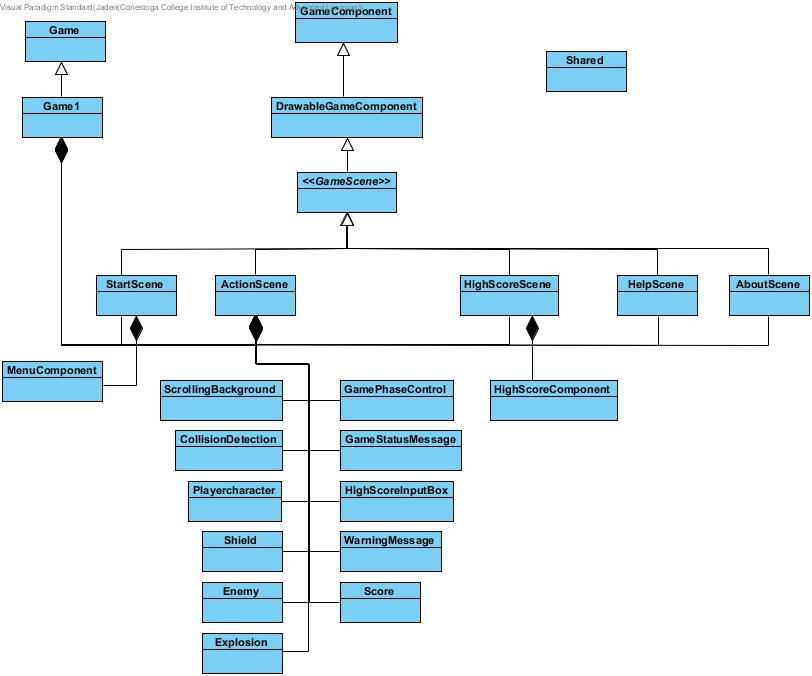 Visual Paradigm Standard(Jaden(Conestoga College Institute of Technology and
GameComponent
Game
Shared
Game1
DrawableGameComponent
<<GameScene>>
StartScene
ActionScene
HighScoreScene
HelpScene
AboutScene
MenuComponent
ScrollingBackground
GamePhaseControl
HighScoreComponent
CollisionDetection
GameStatusMessage
Playercharacter
HighScoreInputBox
Shield
WarningMessage
Enemy
Score
Explosion